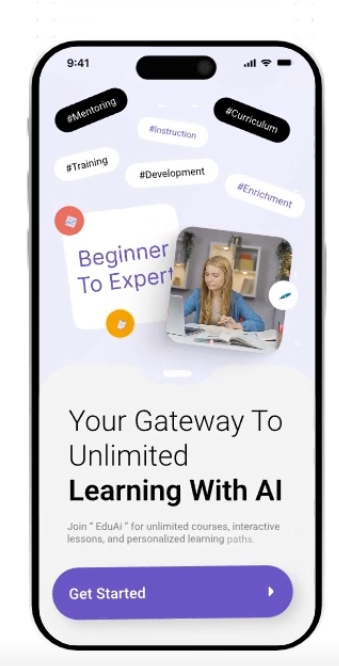 9:41
#Mentoring
#Curriculum
#Instruction
#Training
#Development
#Enrichment
Beginner
To Expert
Your Gateway To
Unlimited
Learning With AI
Join “ EduAi ” for unlimited courses, interactive
lessons, and personalized learning paths.
Get Started